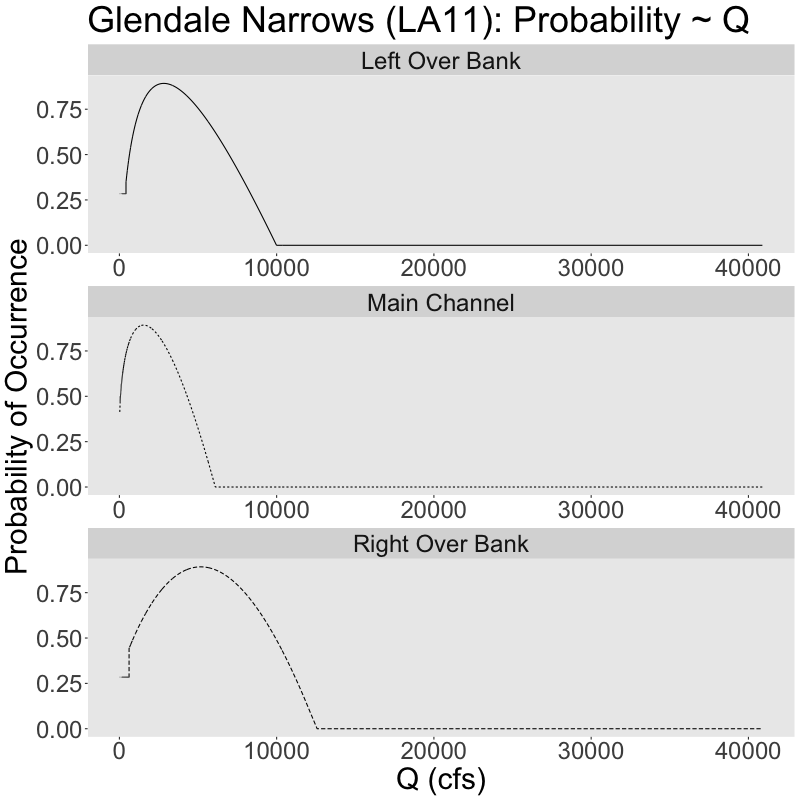 Glendale Narrows (LA11): Probability ~ Q
Left Over Bank
0.75
0.50
0.25
0.00
0 10000 20000 30000 40000
Main Channel
0.75
0.50
0.25
0.00
0 10000 20000 30000 40000
Right Over Bank
0.75
0.50
0.25
0.00
0 10000 20000 30000 40000
Probability of Occurrence
Q (cfs)